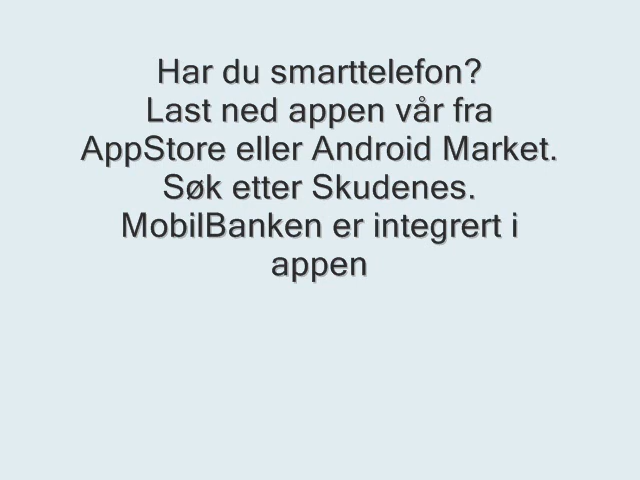 Har du smarttelefon?
Last ned appen vår fra
AppStore eller Android Market.
Søk etter Skudenes.
MobilBanken er integrert i
appen